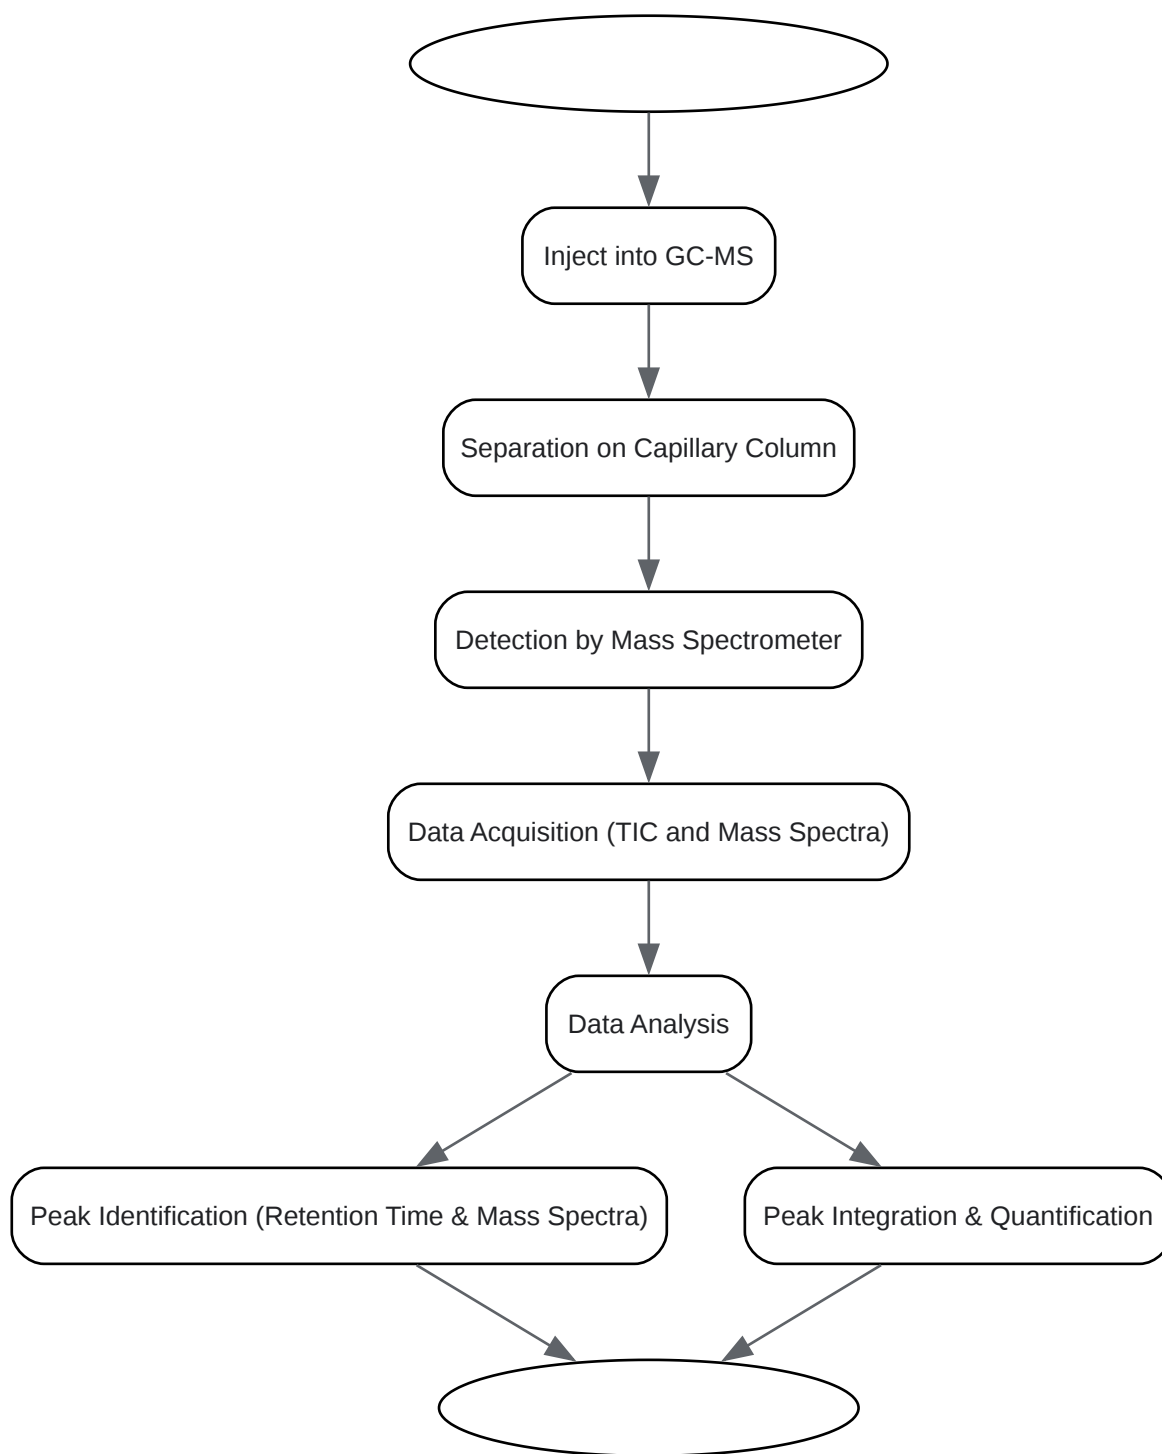 Inject into GC-MS
Separation on Capillary Column
Detection by Mass Spectrometer
Data Acquisition (TIC and Mass Spectra)
Data Analysis
Peak Identification (Retention Time & Mass Spectra)
Peak Integration & Quantification